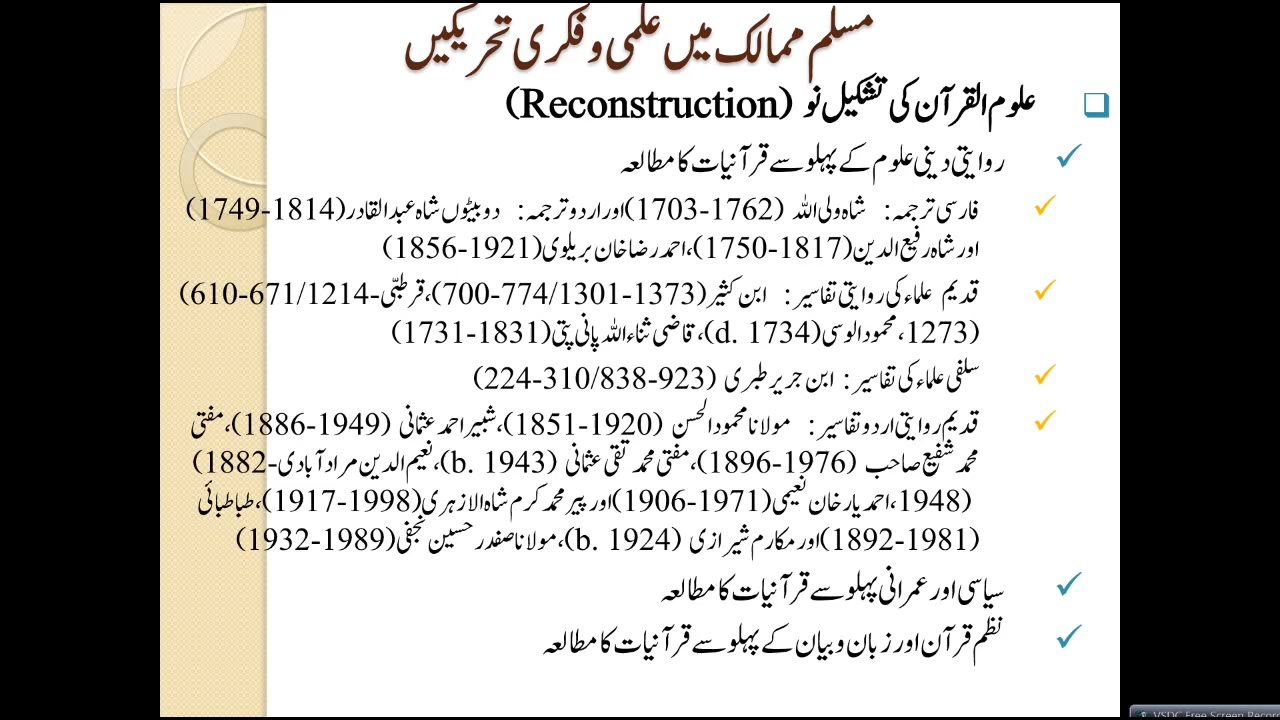 مسلم ممالک میں علمی و فکری تحریکیں
علوم القرآن کی تشکیل نو (Reconstruction)
روایتی دینی علوم کے پہلو سے قرآنیات کا مطالعہ
فارسی ترجمہ: شاہ ولی اللہ (1703-1762) اور اردو ترجمہ: دو بیٹوں شاہ عبدالقادر (1749-1814)
اور شاہ رفیع الدین (1750-1817)، احمد رضا خان بریلوی (1856-1921)
قدیم علماء کی روایتی تفاسیر: ابن کثیر (700-774/1301-1373)، قرطبّی (610-671/1214-
1273)، محمود الوسی (d. 1734)، قاضی ثناء اللہ پانی پتی (1731-1831)
سلفی علماء کی تفاسیر: ابن جریر طبری (224-310/838-923)
قدیم روایتی اردو تفاسیر: مولانا محمود الحسن (1851-1920)، شبیر احمد عثمانی (1886-1949)، مفتی
محمد شفیع صاحب (1896-1976)، مفتی محمد تقی عثمانی (b. 1943)، نعیم الدین مراد آبادی (1882-
1948)، احمد یار خان نعیمی (1906-1971) اور پیر محمد کرم شاہ الازہری (1917-1998)، طباطبائی
(1892-1981) اور مکارم شیرازی (b. 1924)، مولانا صفدر حسین نجفی (1932-1989)
سیاسی اور عمرانی پہلو سے قرآنیات کا مطالعہ
نظم قرآن اور زبان و بیان کے پہلو سے قرآنیات کا مطالعہ
VSDC Free Screen Recor